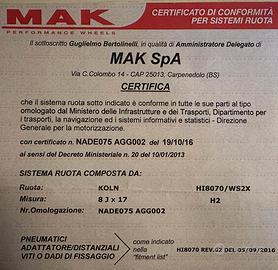 MAK
PERFORMANCE WHEELS
CERTIFICATO DI CONFORMITÀ
PER SISTEMI RUOTA
Il sottoscritto Guglielmo Bertolinelli, in qualità di Amministratore Delegato di
MAK SpA
Via C.Colombo 14 - CAP 25013, Carpenedolo (BS)
CERTIFICA
che il sistema ruota sotto indicato è conforme in tutte le sue parti al tipo
omologato dal Ministero delle Infrastrutture e dei Trasporti, Dipartimento per
i trasporti, la navigazione ed i sistemi informativi e statistici - Direzione
Generale per la motorizzazione.
con certificato n. NADE075 AGG002 del 19/10/16
ai sensi del Decreto Ministeriale n. 20 del 10/01/2013
SISTEMA RUOTA COMPOSTO DA:
Ruota: KOLN HI8070/WS2X
Misura: 8 J x 17 H2
Nr.Omologazione: NADE075 AGG002
PNEUMATICI
ADATTATORE/DISTANZIALI
VITI O DADI DI FISSAGGIO
come indicato
nella
"fitment list"
HI8070 REV.02 DEL 05/09/2016